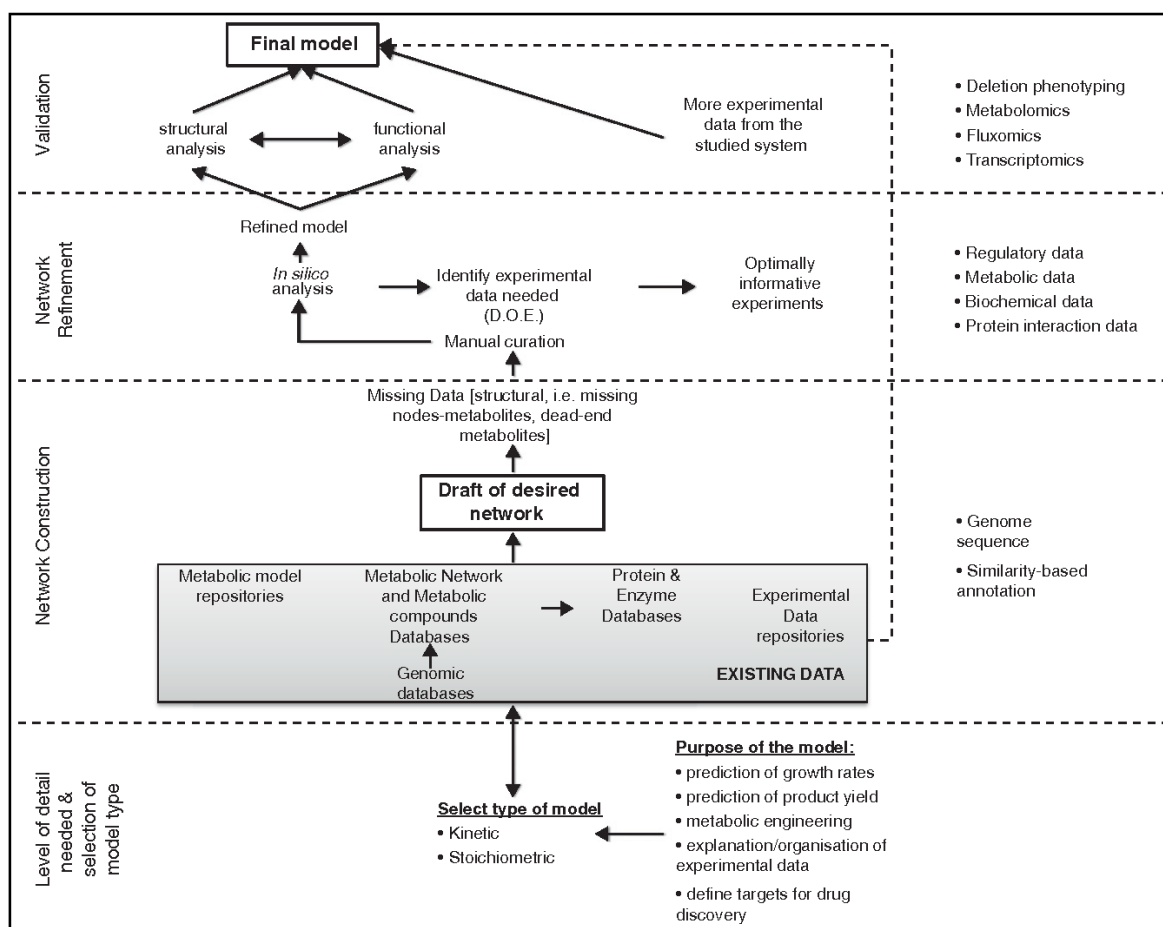 Validation
Final model
structural
analysis
functional
analysis
More experimental
data from the
studied system
• Deletion phenotyping
• Metabolomics
• Fluxomics
• Transcriptomics
Network
Refinement
Refined model
In silico
analysis
Identify experimental
data needed
(D.O.E.)
Optimally
informative
experiments
Manual curation
• Regulatory data
• Metabolic data
• Biochemical data
• Protein interaction data
Network Construction
Missing Data [structural, i.e. missing
nodes-metabolites, dead-end
metabolites]
Draft of desired
network
Metabolic model
repositories
Metabolic Network
and Metabolic
compounds
Databases
Genomic
databases
Protein &
Enzyme
Databases
Experimental
Data
repositories
EXISTING DATA
• Genome
sequence
• Similarity-based
annotation
Level of detail
needed &
selection of
model type
Select type of model
• Kinetic
• Stoichiometric
Purpose of the model:
• prediction of growth rates
• prediction of product yield
• metabolic engineering
• explanation/organisation of
experimental data
• define targets for drug
discovery